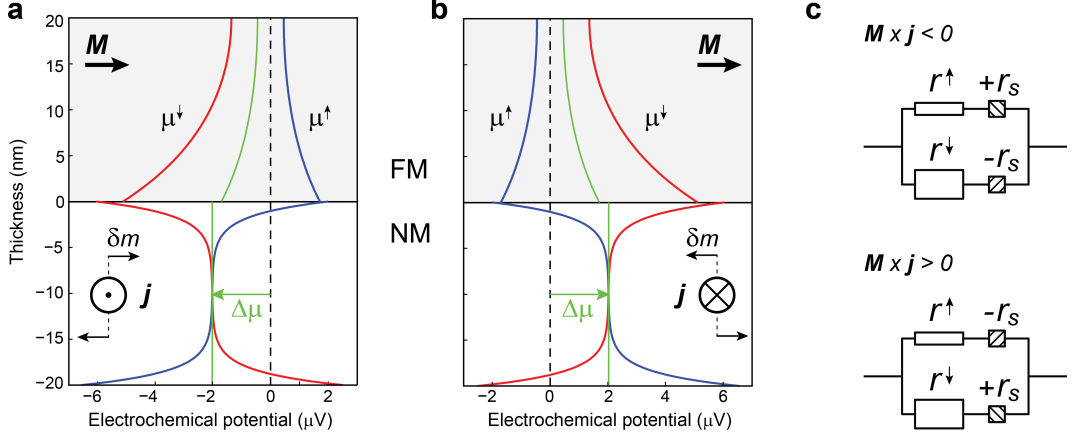 a
20
15
10
5
0
−5
−10
−15
−20
Thickness (nm)
M
μ↓
μ↑
δm
j
Δμ
−6 −4 −2 0 2
Electrochemical potential (μV)
FM
NM
b
M
μ↑
μ↓
δm
j
Δμ
−2 0 2 4 6
Electrochemical potential (μV)
c
M x j < 0
r↑ +rs
r↓ -rs
M x j > 0
r↑ -rs
r↓ +rs